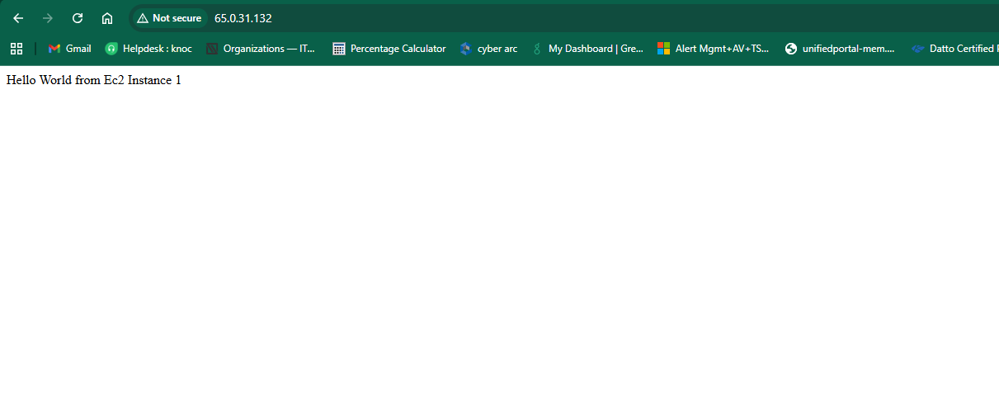 Not secure 65.0.31.132
Gmail Helpdesk : knoc Organizations — IT... Percentage Calculator cyber arc My Dashboard | Gre... Alert Mgmt+AV+TS... unifiedportal-mem.... Datto Certified
Hello World from Ec2 Instance 1